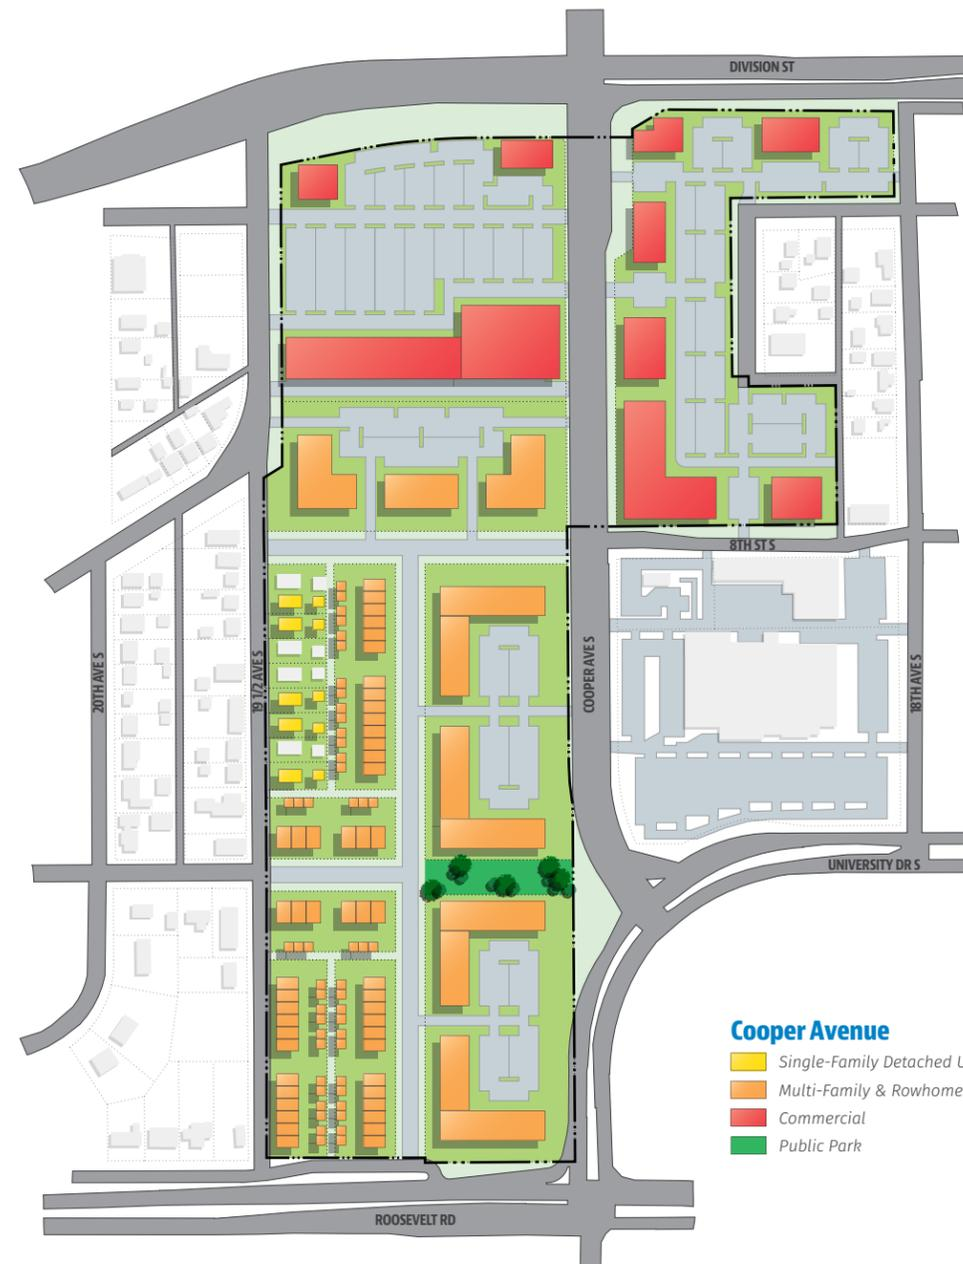 DIVISION ST
8TH ST S
20TH AVE S
19 1/2 AVE S
COOPER AVE S
18TH AVE S
UNIVERSITY DR S
Cooper Avenue
Single-Family Detached U
Multi-Family & Rowhome
Commercial
Public Park
ROOSEVELT RD